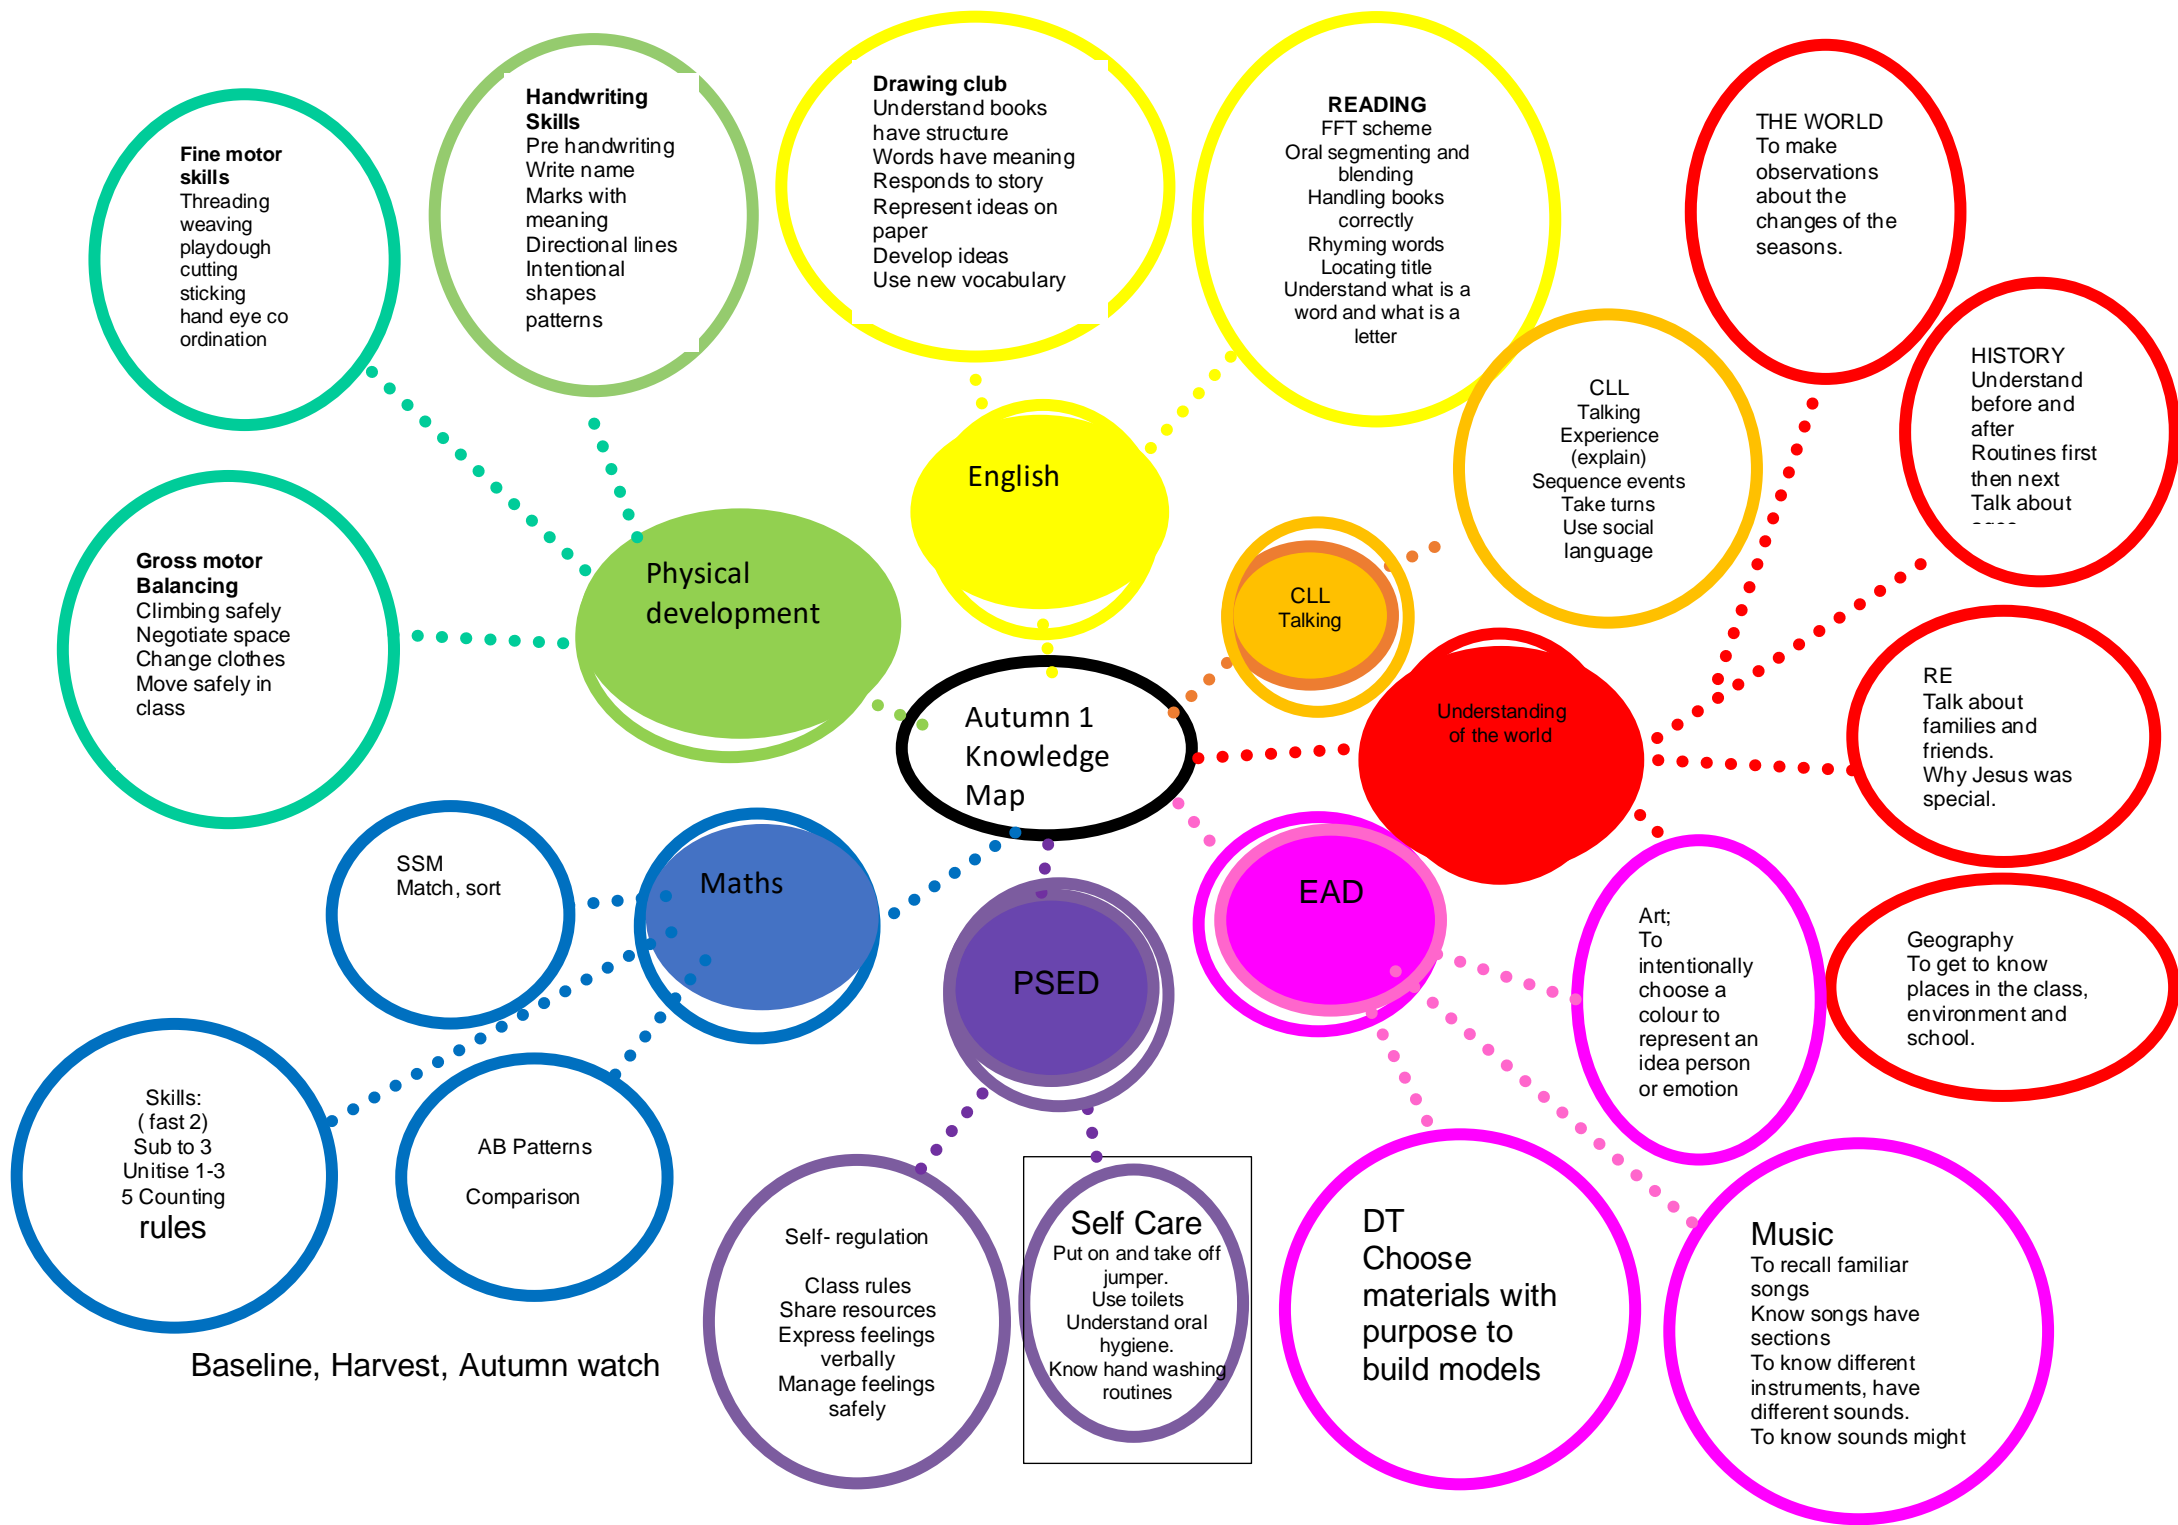 Fine motor
skills
Threading
weaving
playdough
cutting
sticking
hand eye co
ordination
Handwriting
Skills
Pre handwriting
Write name
Marks with
meaning
Directional lines
Intentional
shapes
patterns
Drawing club
Understand books
have structure
Words have meaning
Responds to story
Represent ideas on
paper
Develop ideas
Use new vocabulary
READING
FFT scheme
Oral segmenting and
blending
Handling books
correctly
Rhyming words
Locating title
Understand what is a
word and what is a
letter
THE WORLD
To make
observations
about the
changes of the
seasons.
HISTORY
Understand
before and
after
Routines first
then next
Talk about
CLL
Talking
Experience
(explain)
Sequence events
Take turns
Use social
language
English
Physical
development
CLL
Talking
Gross motor
Balancing
Climbing safely
Negotiate space
Change clothes
Move safely in
class
Autumn 1
Knowledge
Map
Understanding
of the world
RE
Talk about
families and
friends.
Why Jesus was
special.
SSM
Match, sort
Maths
PSED
EAD
Art;
To
intentionally
choose a
colour to
represent an
idea person
or emotion
Geography
To get to know
places in the class,
environment and
school.
Skills:
( fast 2)
Sub to 3
Unitise 1-3
5 Counting
rules
AB Patterns
Comparison
Self- regulation
Class rules
Share resources
Express feelings
verbally
Manage feelings
safely
Self Care
Put on and take off
jumper.
Use toilets
Understand oral
hygiene.
Know hand washing
routines
DT
Choose
materials with
purpose to
build models
Music
To recall familiar
songs
Know songs have
sections
To know different
instruments, have
different sounds.
To know sounds might
Baseline, Harvest, Autumn watch